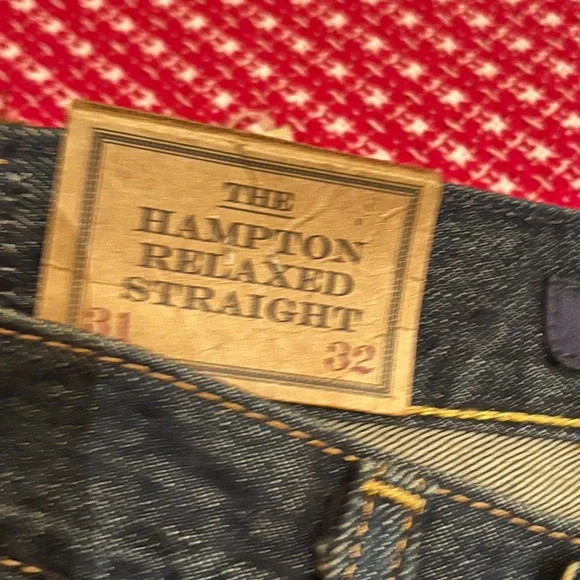 THE
HAMPTON
RELAXED
STRAIGHT
31 32